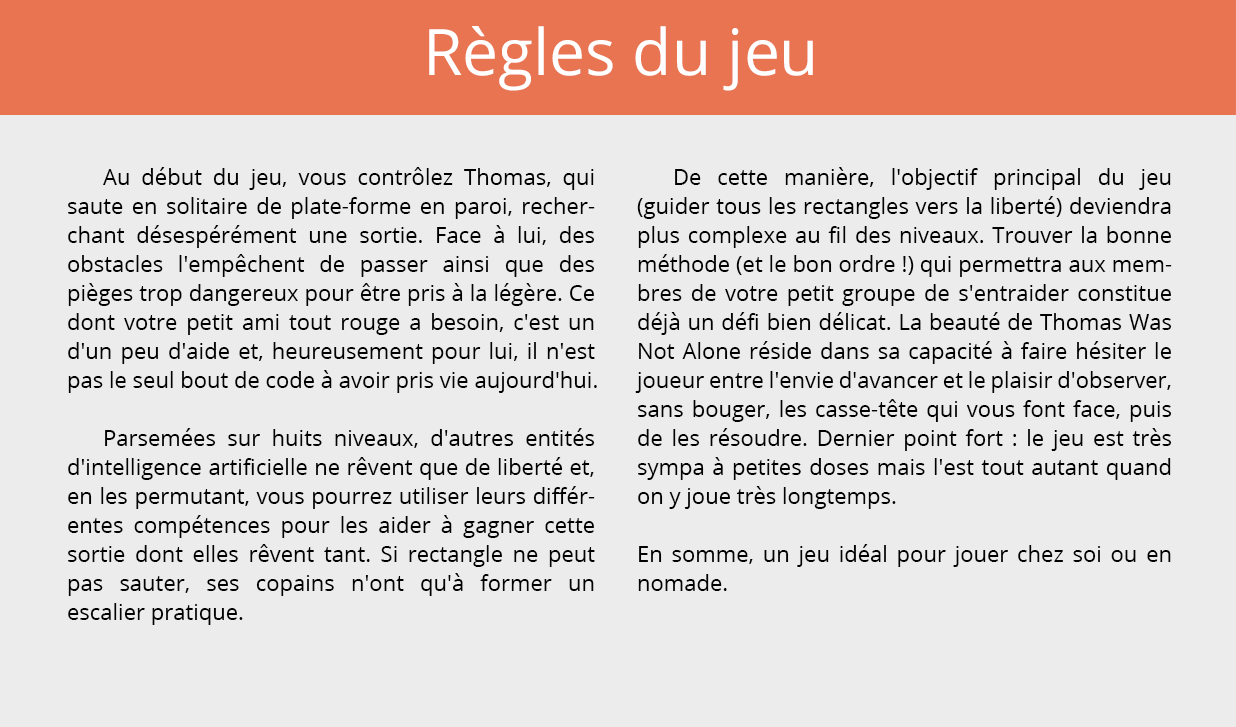 Règles du jeu
Au début du jeu, vous contrôlez Thomas, qui
saute en solitaire de plate-forme en paroi, recher-
chant désespérément une sortie. Face à lui, des
obstacles l'empêchent de passer ainsi que des
pièges trop dangereux pour être pris à la légère. Ce
dont votre petit ami tout rouge a besoin, c'est un
d'un peu d'aide et, heureusement pour lui, il n'est
pas le seul bout de code à avoir pris vie aujourd'hui.
Parsemées sur huits niveaux, d'autres entités
d'intelligence artificielle ne rêvent que de liberté et,
en les permutant, vous pourrez utiliser leurs différ-
entes compétences pour les aider à gagner cette
sortie dont elles rêvent tant. Si rectangle ne peut
pas sauter, ses copains n'ont qu'à former un
escalier pratique.
De cette manière, l'objectif principal du jeu
(guider tous les rectangles vers la liberté) deviendra
plus complexe au fil des niveaux. Trouver la bonne
méthode (et le bon ordre !) qui permettra aux mem-
bres de votre petit groupe de s'entraider constitue
déjà un défi bien délicat. La beauté de Thomas Was
Not Alone réside dans sa capacité à faire hésiter le
joueur entre l'envie d'avancer et le plaisir d'observer,
sans bouger, les casse-tête qui vous font face, puis
de les résoudre. Dernier point fort : le jeu est très
sympa à petites doses mais l'est tout autant quand
on y joue très longtemps.
En somme, un jeu idéal pour jouer chez soi ou en
nomade.